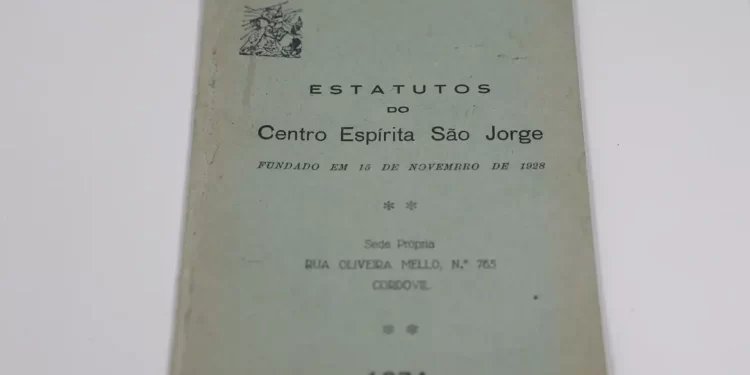 ESTATUTOS
DO
Centro Espírita São Jorge
FUNDADO EM 15 DE NOVEMBRO DE 1928
* *
Sede Própria
RUA OLIVEIRA MELLO, N.º 765
CORDOVIL
* *